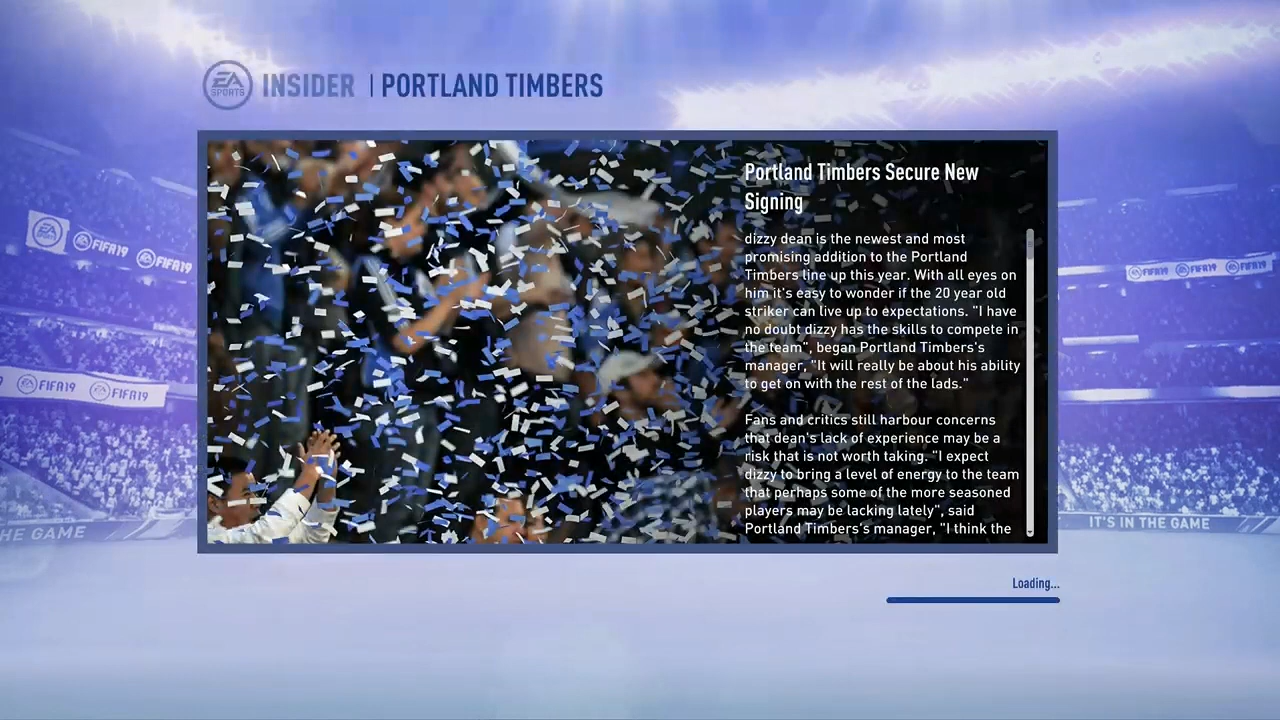 EA SPORTS
INSIDER | PORTLAND TIMBERS
Portland Timbers Secure New
Signing
dizzy dean is the newest and most
promising addition to the Portland
Timbers line up this year. With all eyes on
him it's easy to wonder if the 20 year old
striker can live up to expectations. "I have
no doubt dizzy has the skills to compete in
the team", began Portland Timbers's
manager, "It will really be about his ability
to get on with the rest of the lads."
Fans and critics still harbour concerns
that dean's lack of experience may be a
risk that is not worth taking. "I expect
dizzy to bring a level of energy to the team
that perhaps some of the more seasoned
players may be lacking lately", said
Portland Timbers's manager, "I think the
Loading...
FIFA19 FIFA19
FIFA19 FIFA19
HE GAME
FIFA19 FIFA19 FIFA19
IT'S IN THE GAME